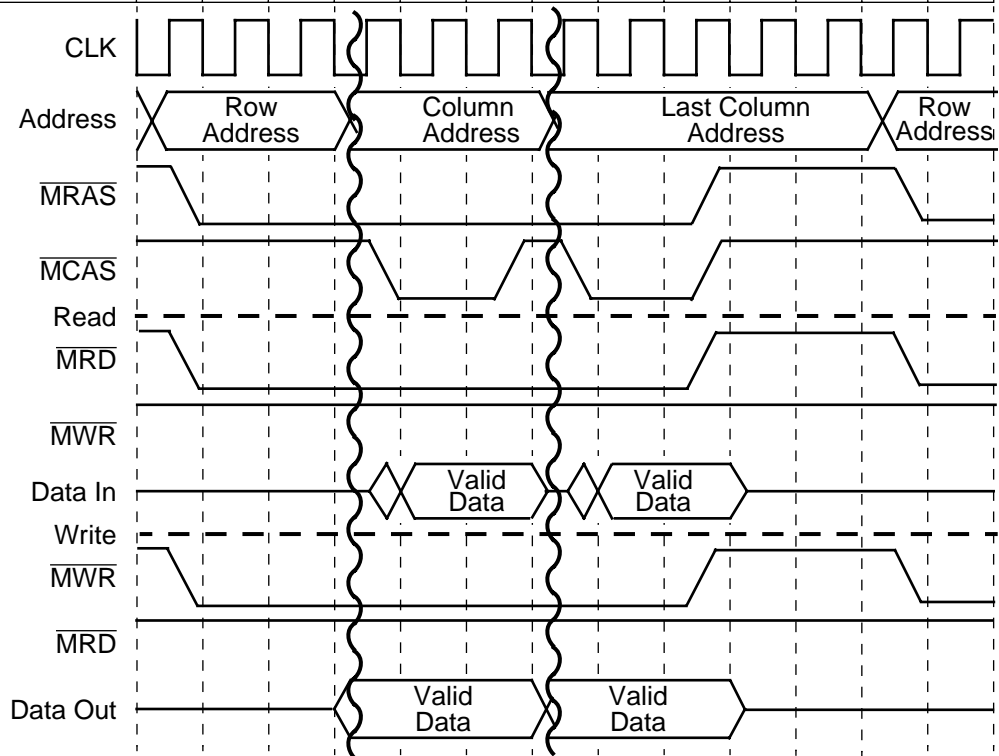 CLK
Address
Row
Address
Column
Address
Last Column
Address
Row
Address
MRAS
MCAS
Read
MRD
MWR
Data In
Valid
Data
Valid
Data
Write
MWR
MRD
Data Out
Valid
Data
Valid
Data